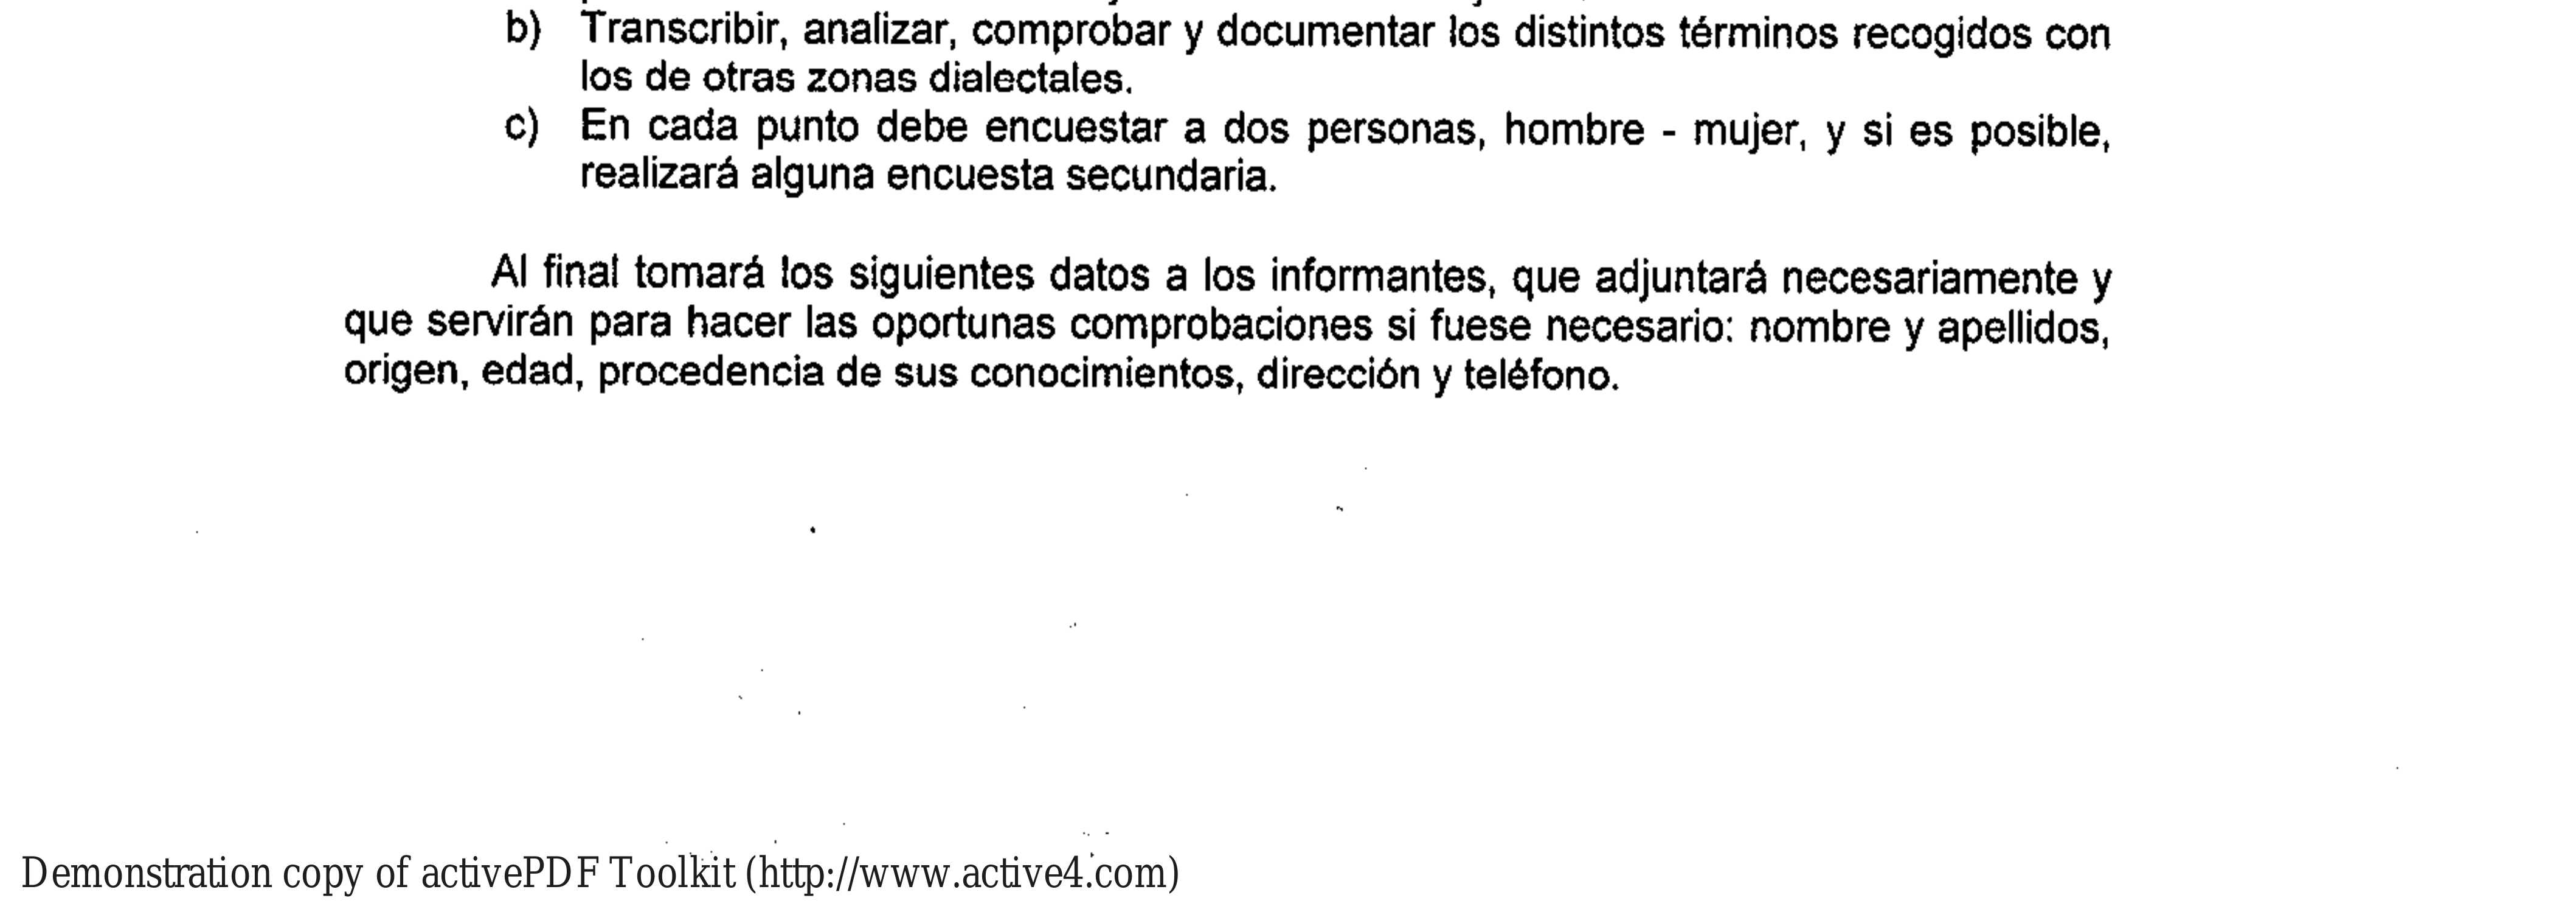 b) Transcribir, analizar, comprobar y documentar los distintos términos recogidos con
los de otras zonas dialectales.
c) En cada punto debe encuestar a dos personas, hombre - mujer, y si es posible,
realizará alguna encuesta secundaria.
Al final tomará los siguientes datos a los informantes, que adjuntará necesariamente y
que servirán para hacer las oportunas comprobaciones si fuese necesario: nombre y apellidos,
origen, edad, procedencia de sus conocimientos, dirección y teléfono.
Demonstration copy of activePDF Toolkit (http://www.active4.com)